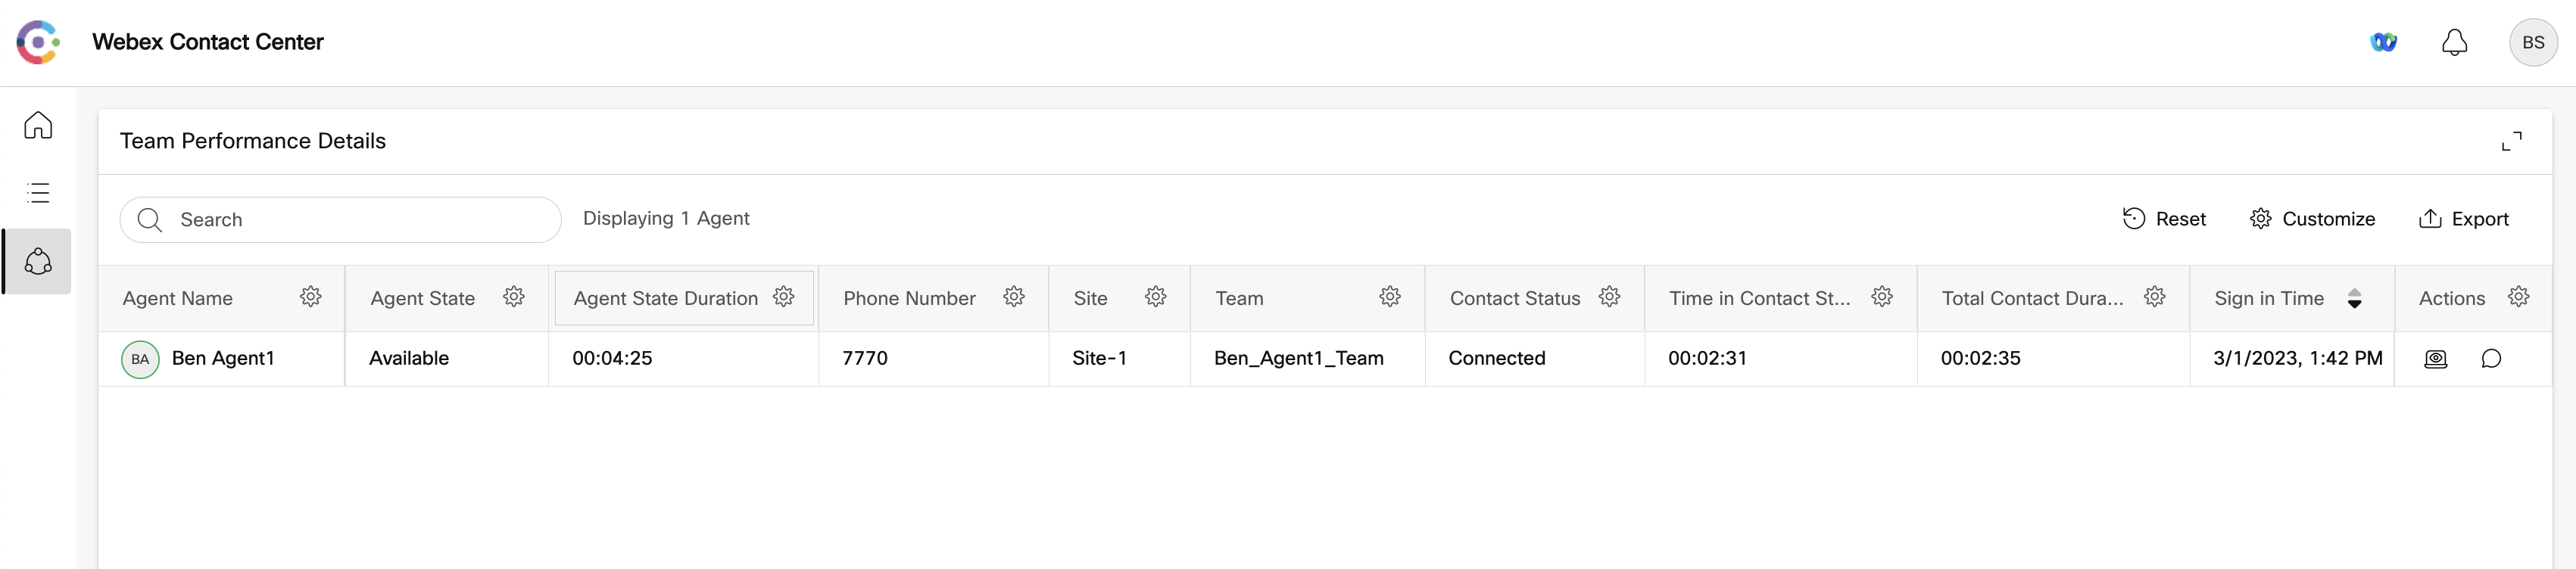 Webex Contact Center
BS
Team Performance Details
Search
Displaying 1 Agent
Reset
Customize
Export
Agent Name
Agent State
Agent State Duration
Phone Number
Site
Team
Contact Status
Time in Contact St...
Total Contact Dura...
Sign in Time
Actions
BA
Ben Agent1
Available
00:04:25
7770
Site-1
Ben_Agent1_Team
Connected
00:02:31
00:02:35
3/1/2023, 1:42 PM